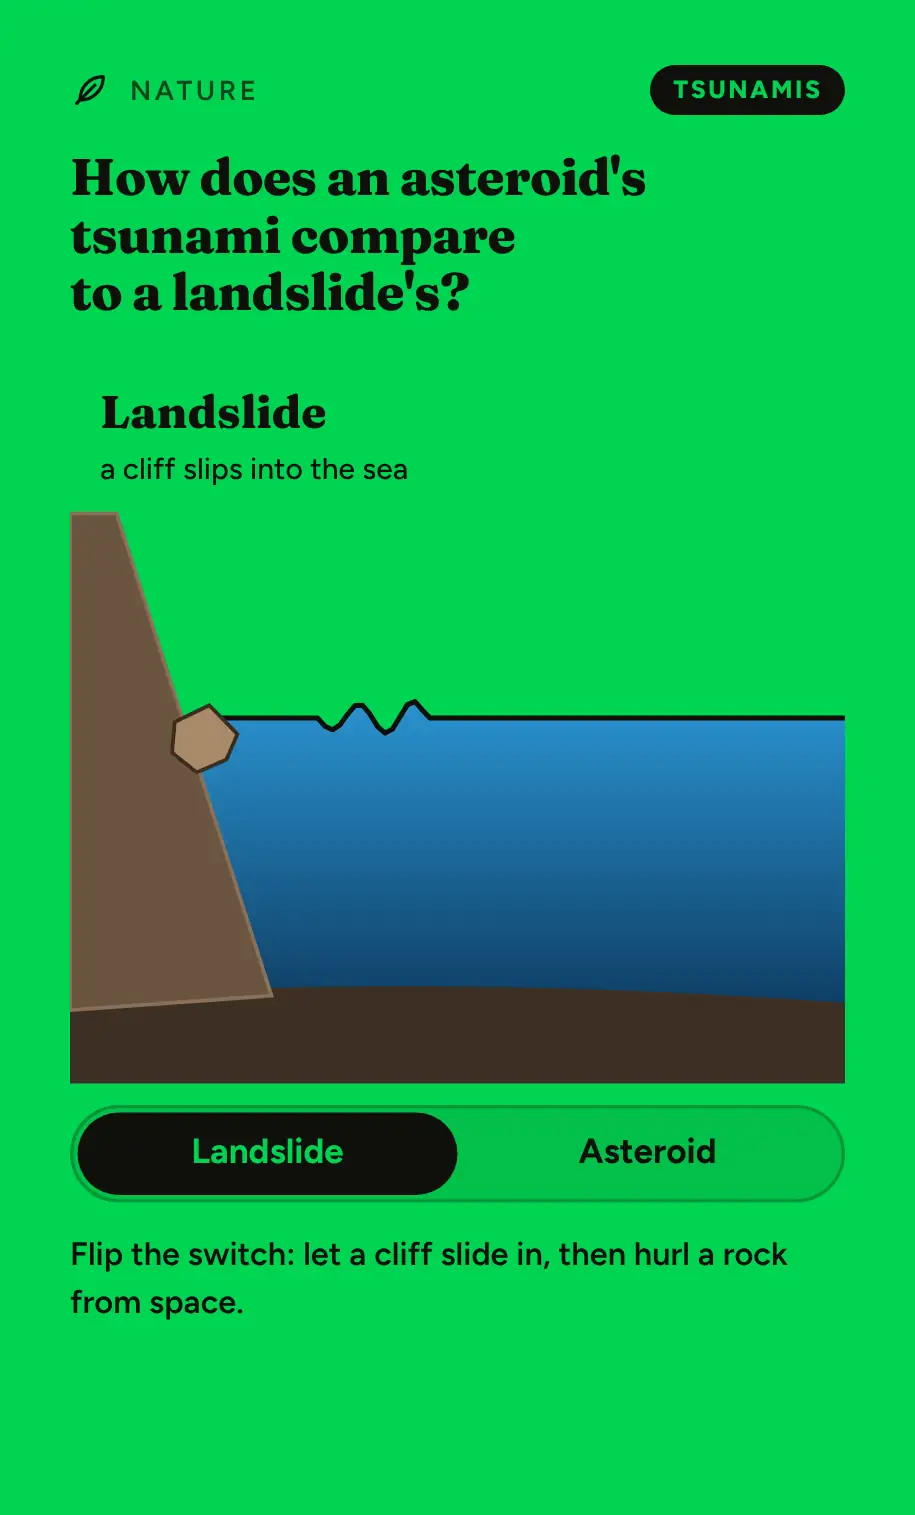 NATURE
TSUNAMIS
How does an asteroid's
tsunami compare
to a landslide's?
Landslide
a cliff slips into the sea
Landslide
Asteroid
Flip the switch: let a cliff slide in, then hurl a rock
from space.